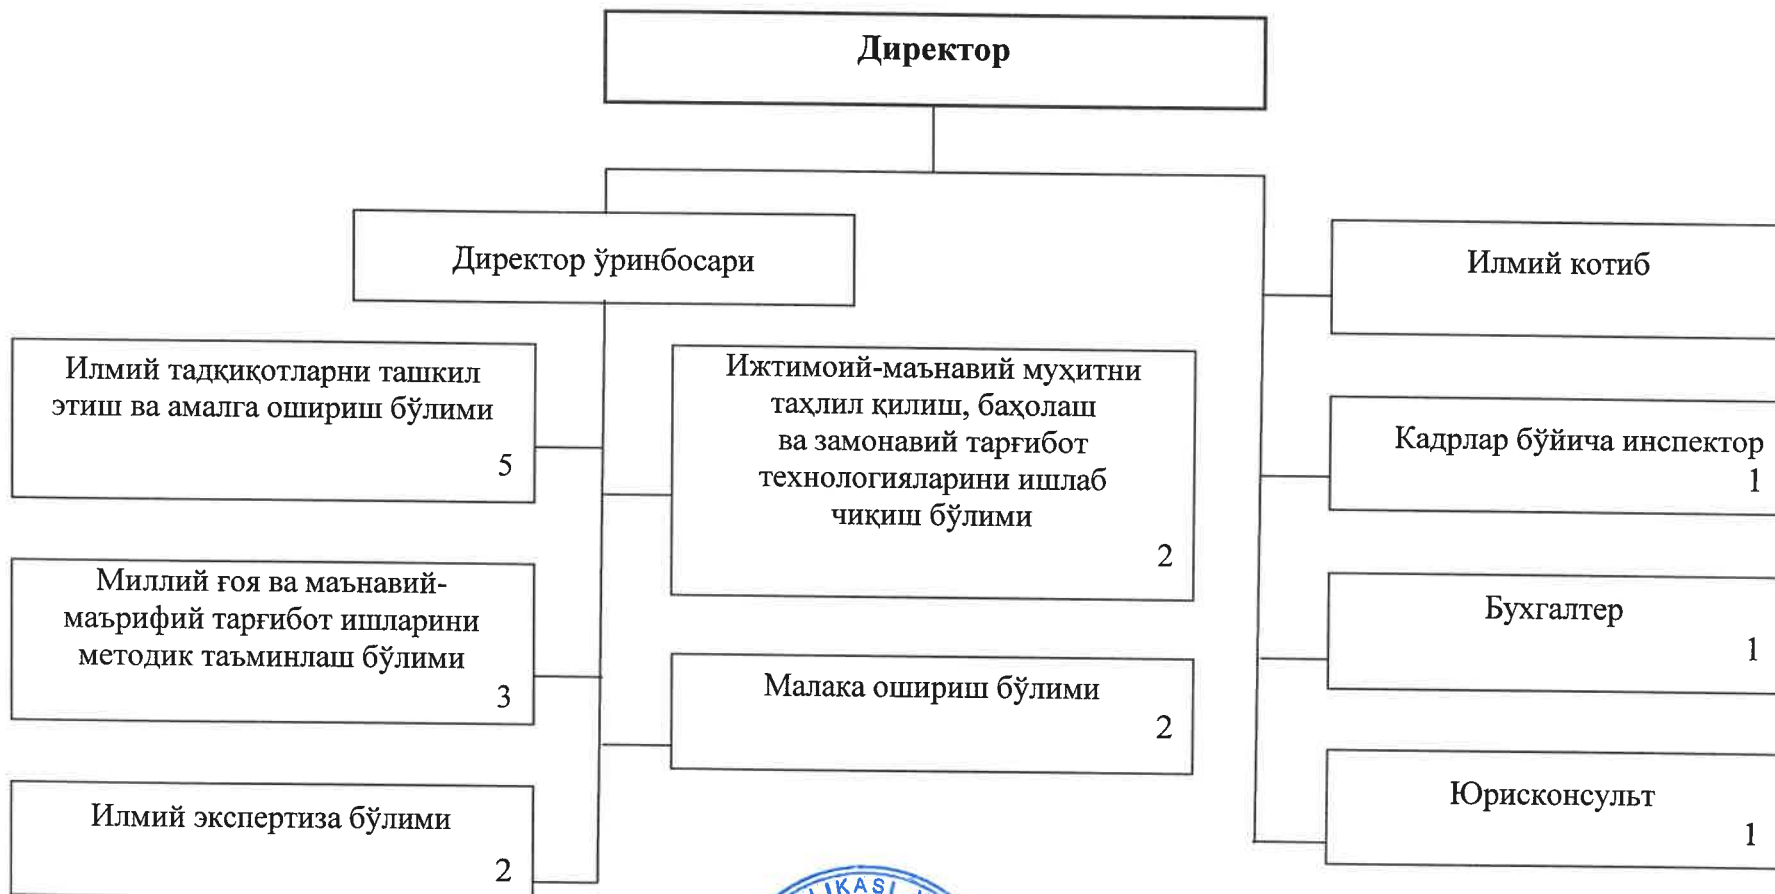 Директор
Директор ўринбосари
Илмий котиб
Илмий тадқиқотларни ташкил
этиш ва амалга ошириш бўлими
5
Ижтимоий-маънавий муҳитни
таҳлил қилиш, баҳолаш
ва замонавий тарғибот
технологияларини ишлаб
чиқиш бўлими
2
Кадрлар бўйича инспектор
1
Миллий ғоя ва маънавий-
маърифий тарғибот ишларини
методик таъминлаш бўлими
3
Малака ошириш бўлими
2
Бухгалтер
1
Илмий экспертиза бўлими
2
Юрисконсульт
1